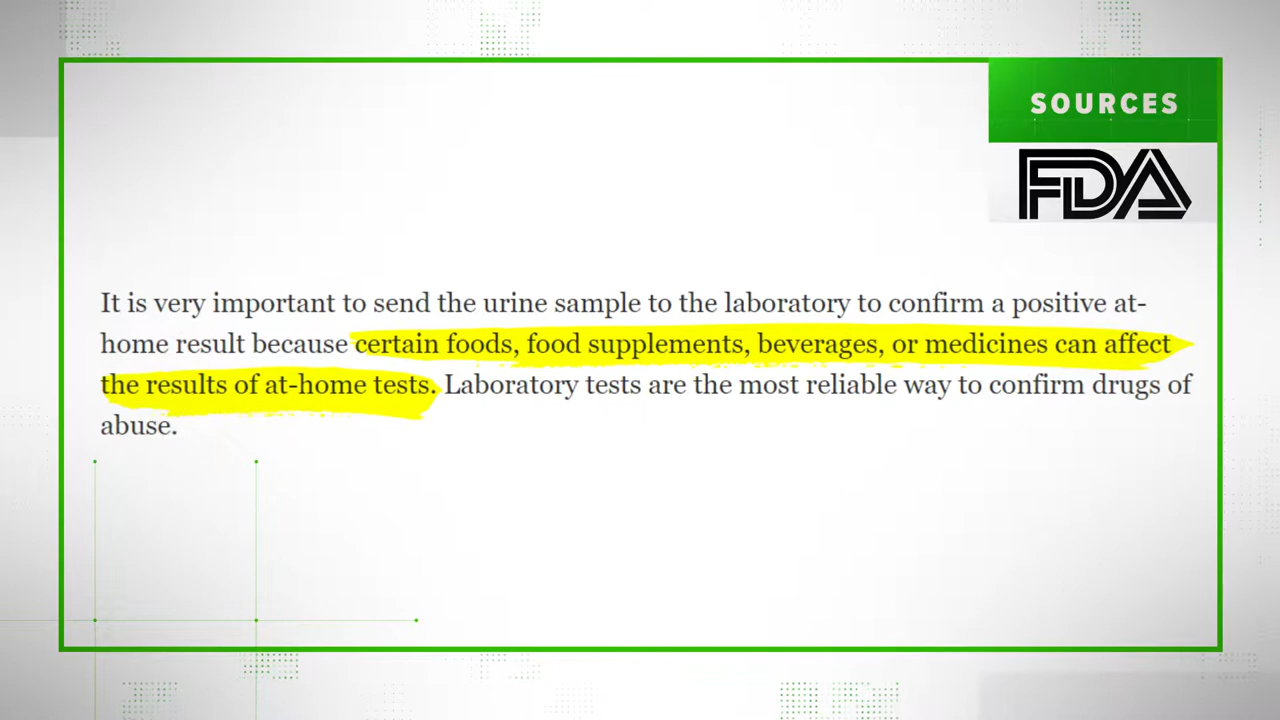 SOURCES
FDA
It is very important to send the urine sample to the laboratory to confirm a positive at-
home result because certain foods, food supplements, beverages, or medicines can affect
the results of at-home tests. Laboratory tests are the most reliable way to confirm drugs of
abuse.